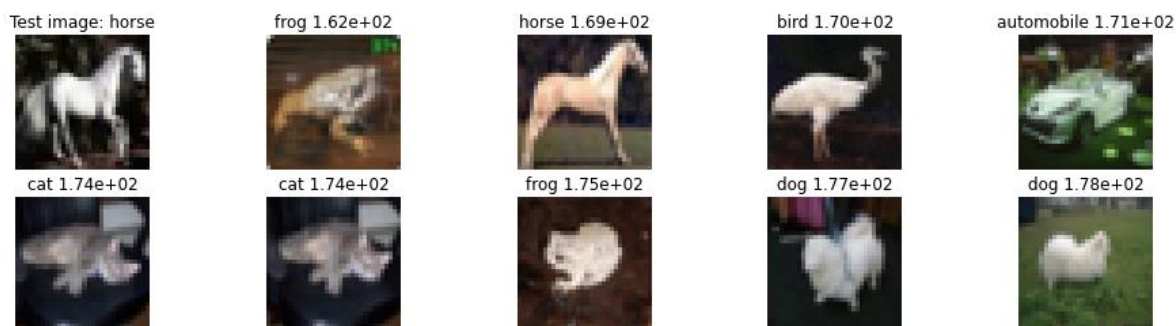 Test image: horse
frog 1.62e+02
horse 1.69e+02
bird 1.70e+02
automobile 1.71e+02
cat 1.74e+02
cat 1.74e+02
frog 1.75e+02
dog 1.77e+02
dog 1.78e+02